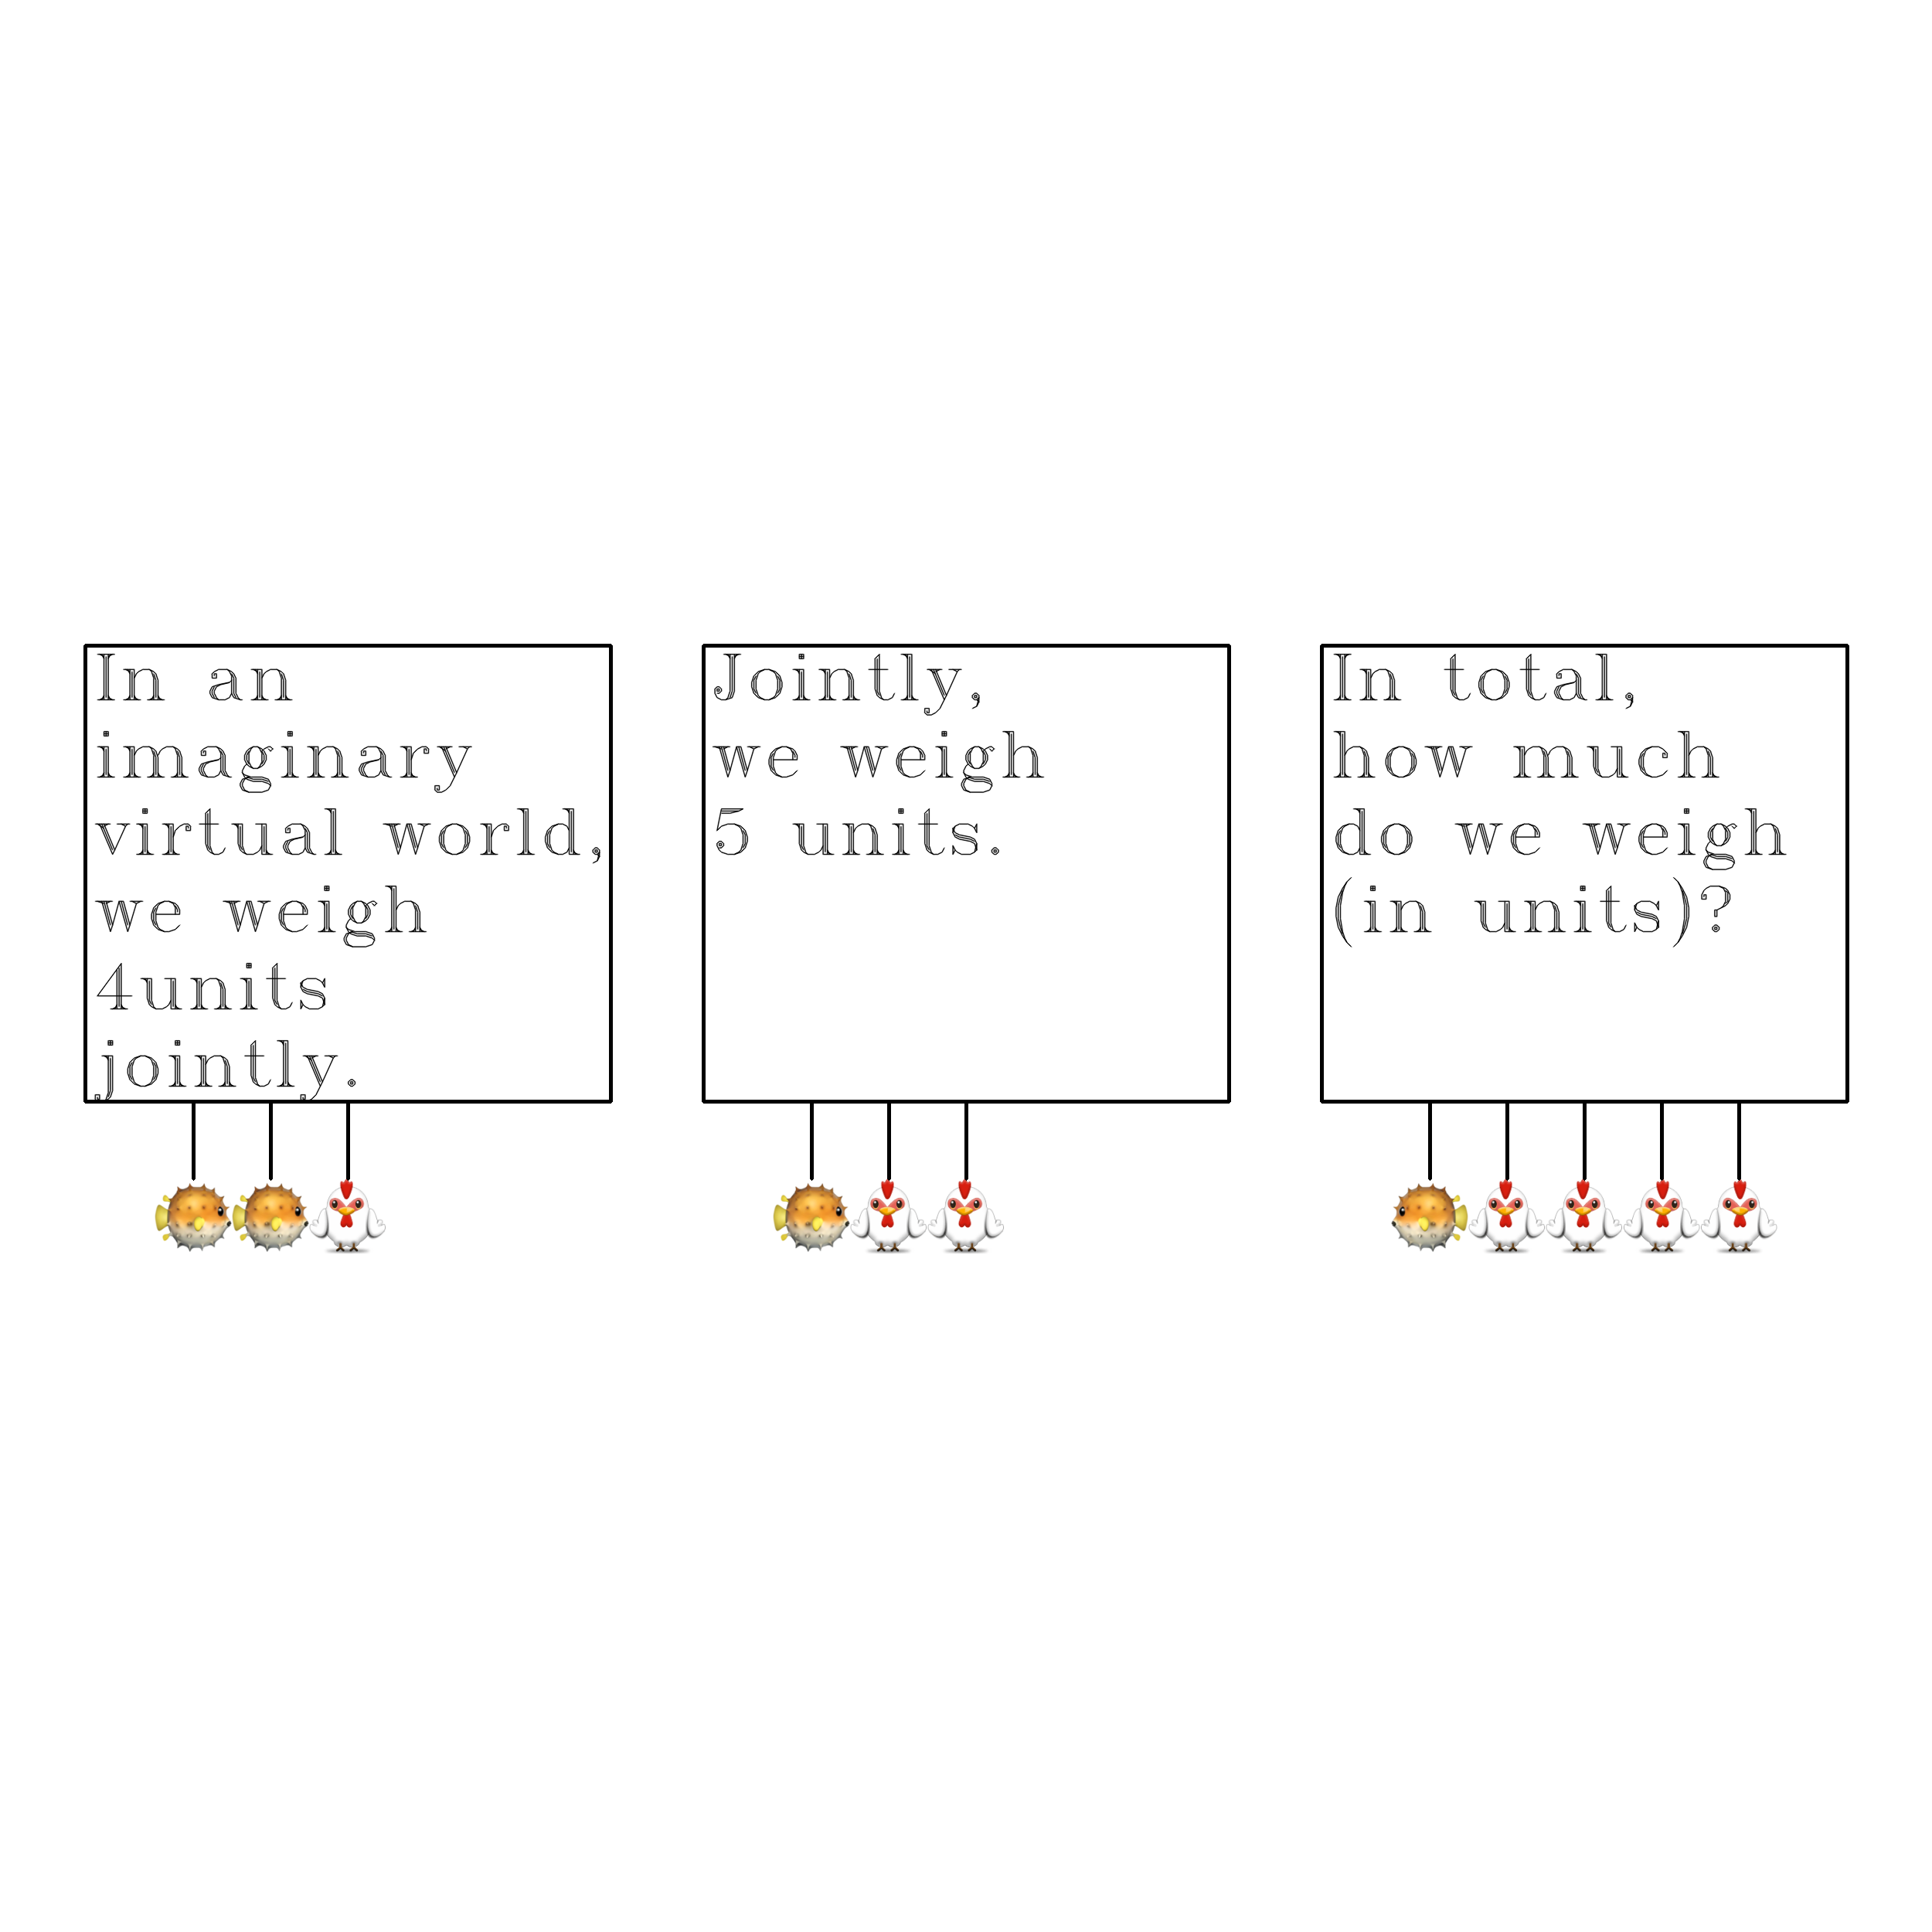 In an
imaginary
virtual world,
we weigh
4units
jointly.
Jointly,
we weigh
5 units.
In total,
how much
do we weigh
(in units)?